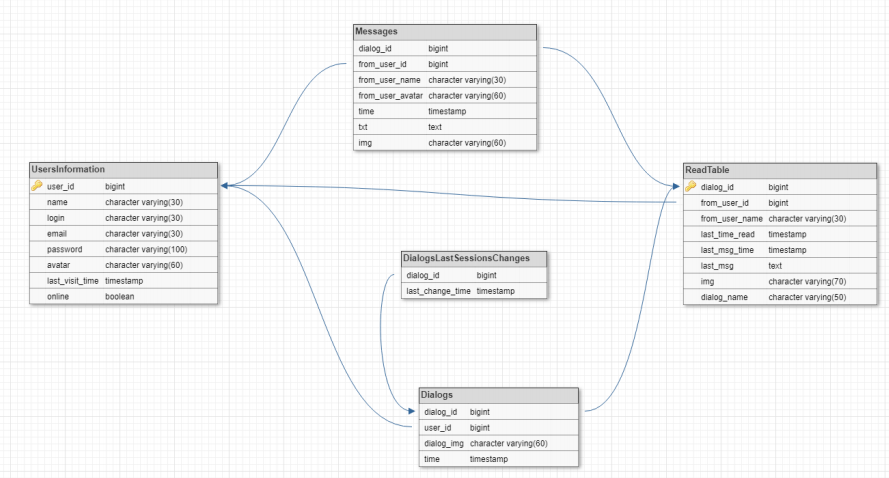 Messages
dialog_id bigint
from_user_id bigint
from_user_name character varying(30)
from_user_avatar character varying(60)
time timestamp
txt text
img character varying(60)
UsersInformation
user_id bigint
name character varying(30)
login character varying(30)
email character varying(30)
password character varying(100)
avatar character varying(60)
last_visit_time timestamp
online boolean
ReadTable
dialog_id bigint
from_user_id bigint
from_user_name character varying(30)
last_time_read timestamp
last_msg_time timestamp
last_msg text
img character varying(70)
dialog_name character varying(50)
DialogsLastSessionsChanges
dialog_id bigint
last_change_time timestamp
Dialogs
dialog_id bigint
user_id bigint
dialog_img character varying(60)
time timestamp